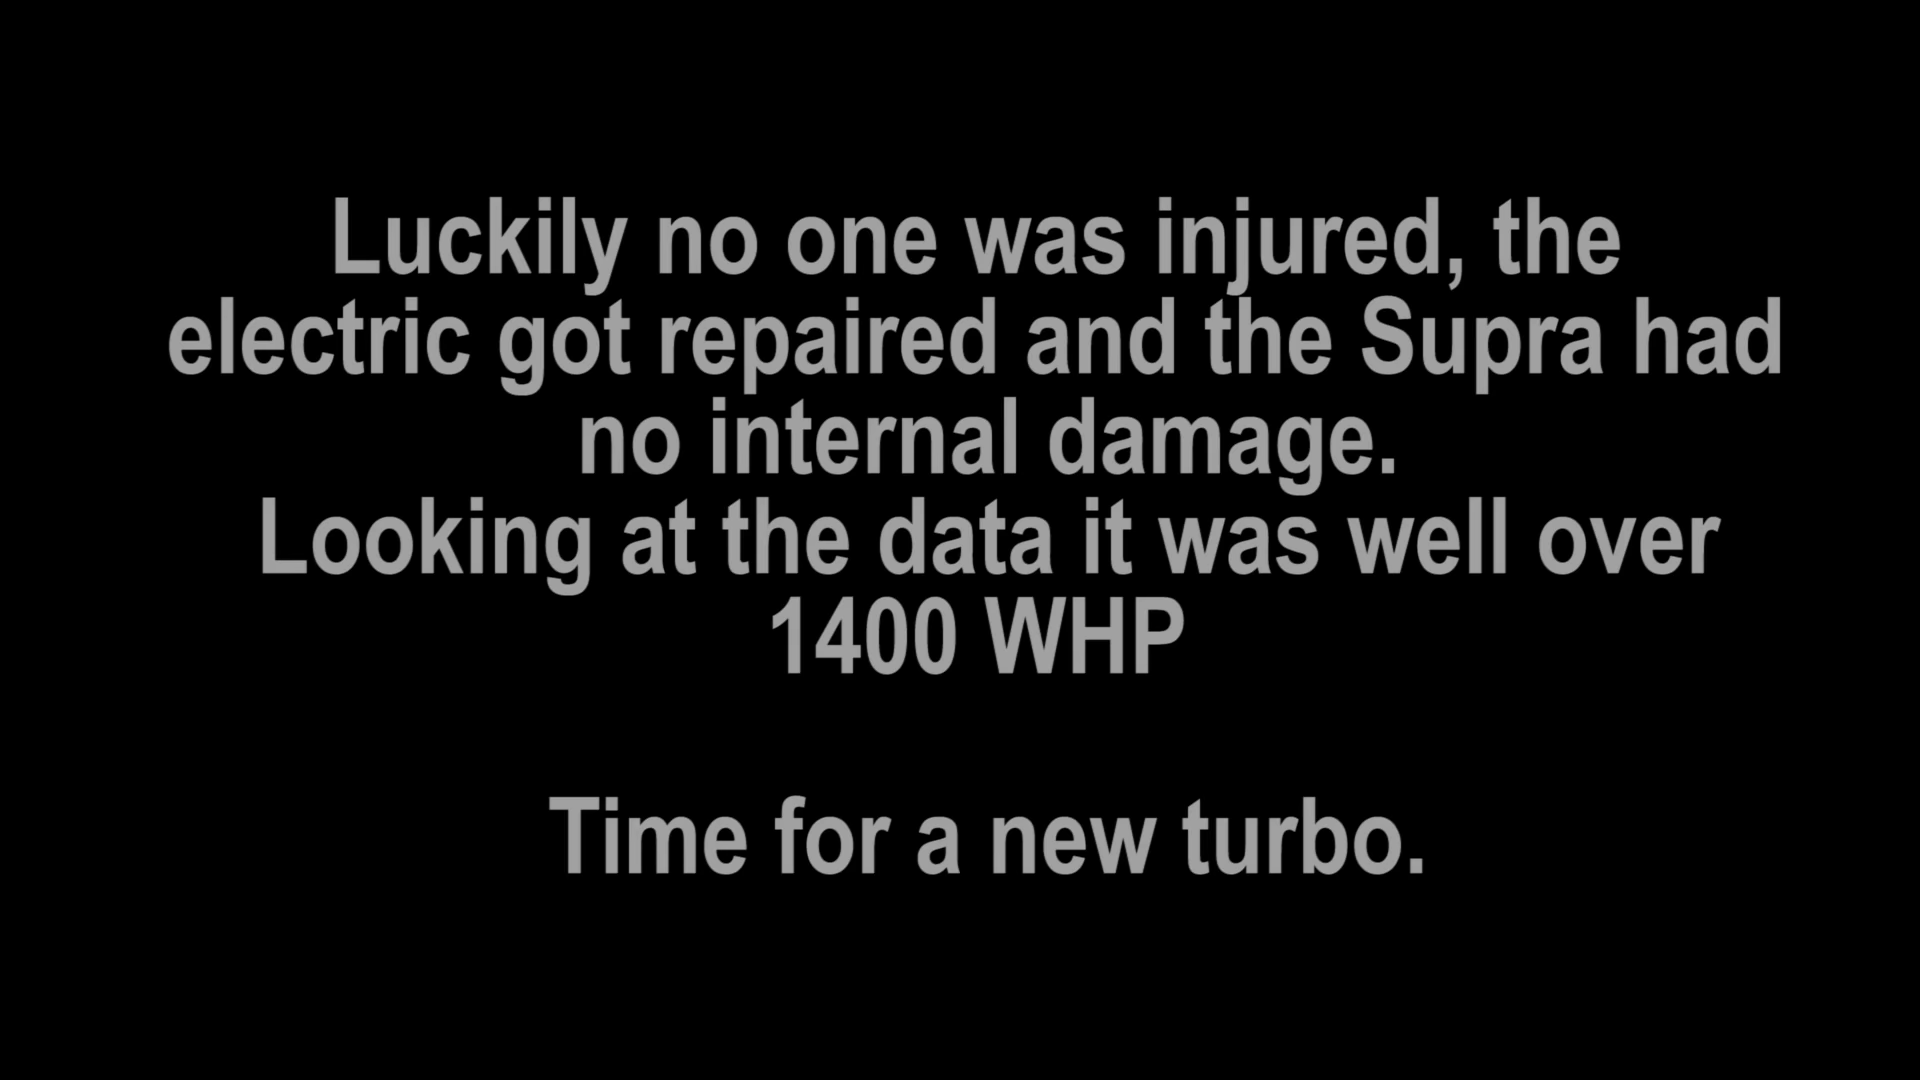 Luckily no one was injured, the
electric got repaired and the Supra had
no internal damage.
Looking at the data it was well over
1400 WHP
Time for a new turbo.